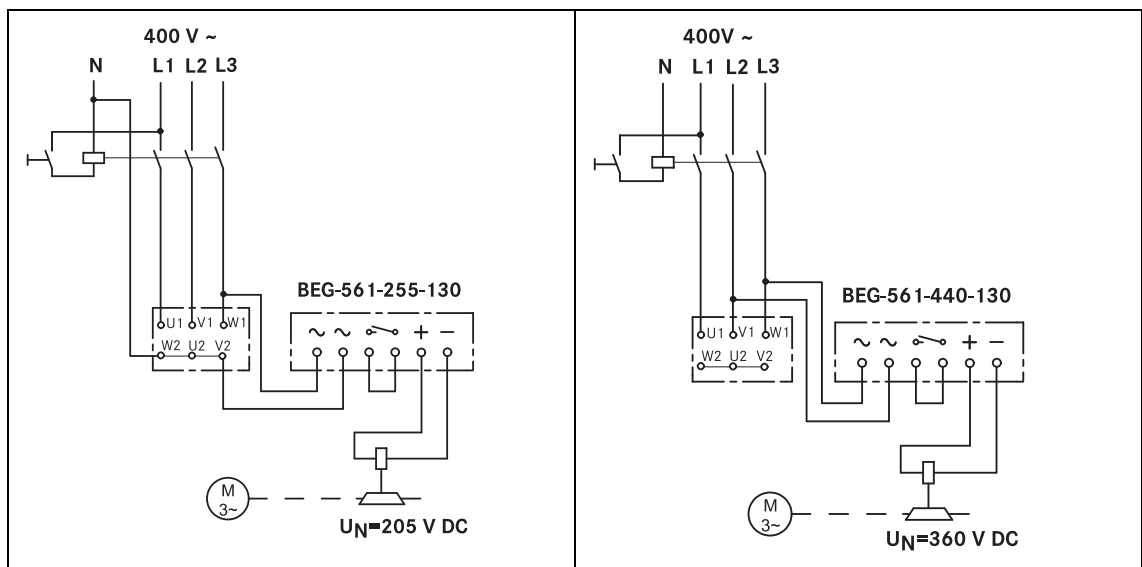 400 V ~
N L1 L2 L3
BEG-561-255-130
U1 V1 W1
W2 U2 V2
~ ~ + −
M
3~
UN=205 V DC
400V ~
N L1 L2 L3
BEG-561-440-130
U1 V1 W1
W2 U2 V2
~ ~ + −
M
3~
UN=360 V DC